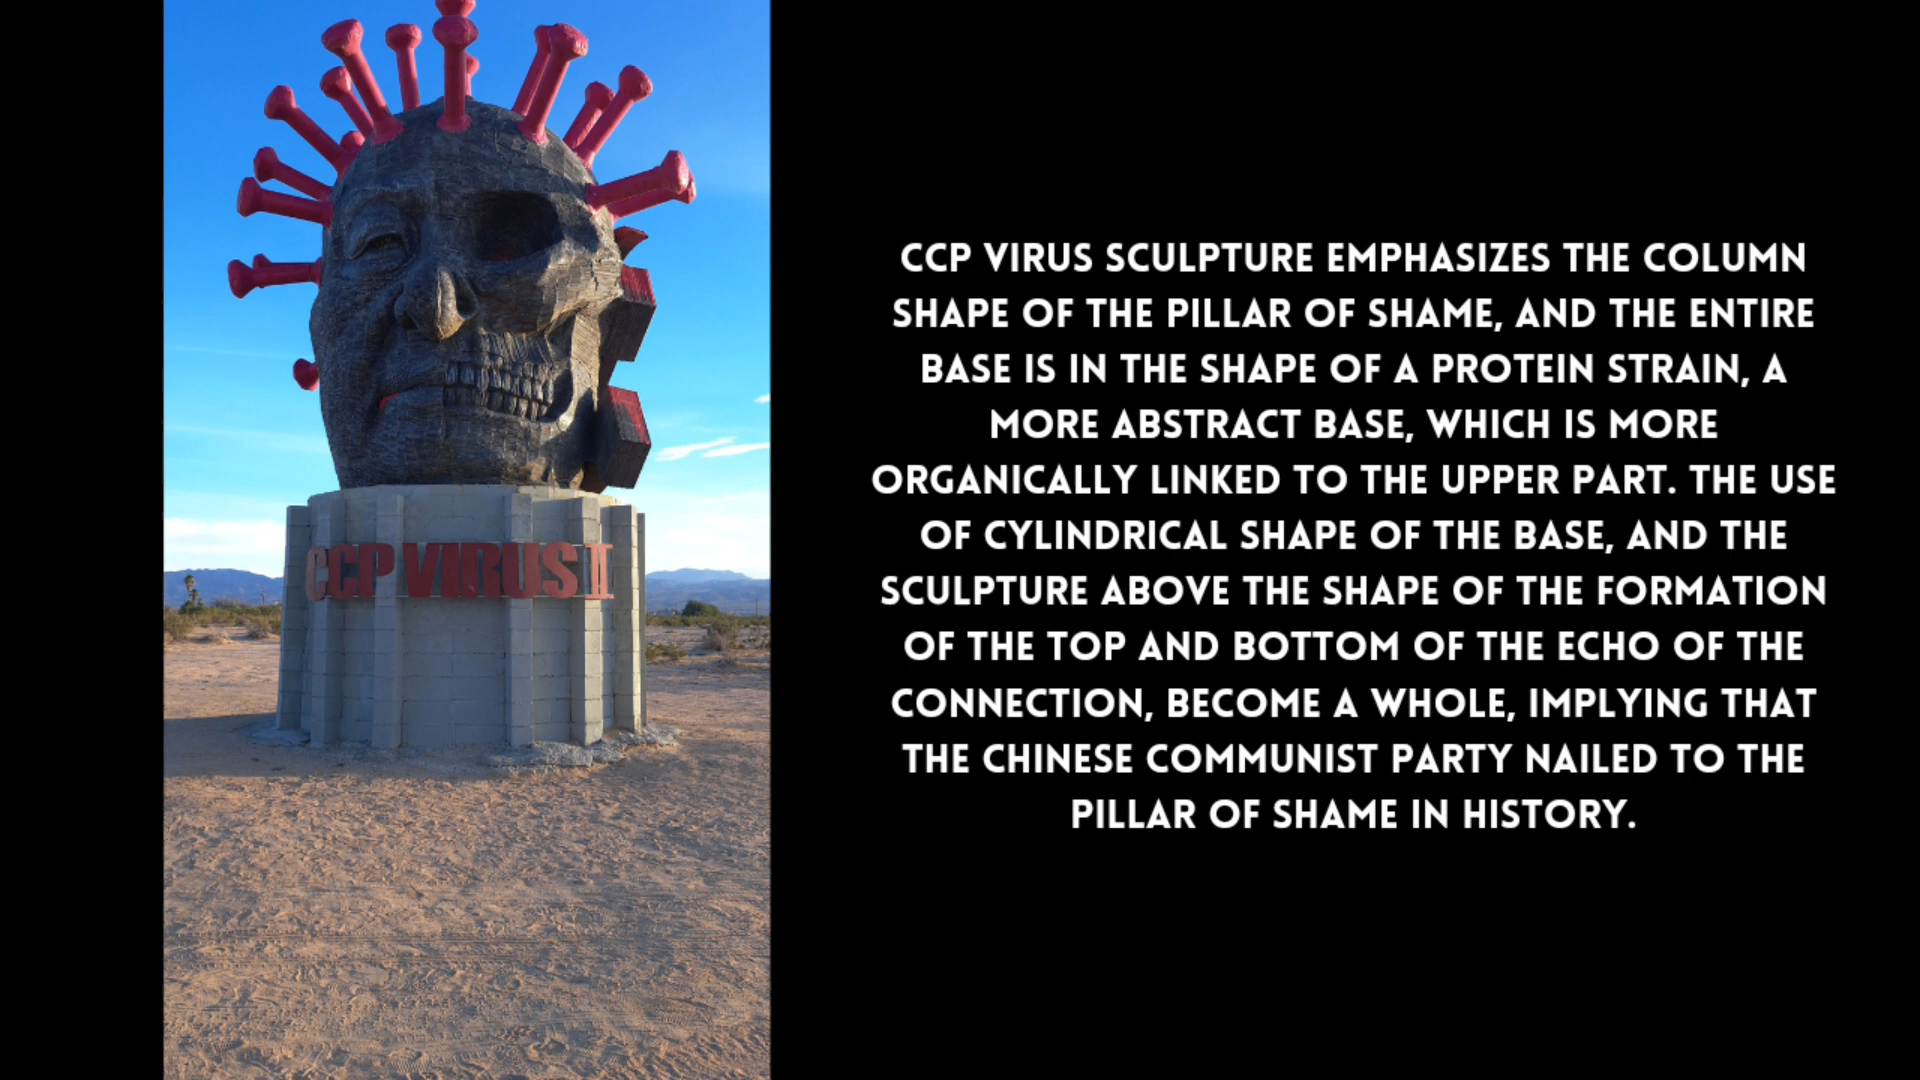 CCP VIRUS II
CCP VIRUS SCULPTURE EMPHASIZES THE COLUMN
SHAPE OF THE PILLAR OF SHAME, AND THE ENTIRE
BASE IS IN THE SHAPE OF A PROTEIN STRAIN, A
MORE ABSTRACT BASE, WHICH IS MORE
ORGANICALLY LINKED TO THE UPPER PART. THE USE
OF CYLINDRICAL SHAPE OF THE BASE, AND THE
SCULPTURE ABOVE THE SHAPE OF THE FORMATION
OF THE TOP AND BOTTOM OF THE ECHO OF THE
CONNECTION, BECOME A WHOLE, IMPLYING THAT
THE CHINESE COMMUNIST PARTY NAILED TO THE
PILLAR OF SHAME IN HISTORY.